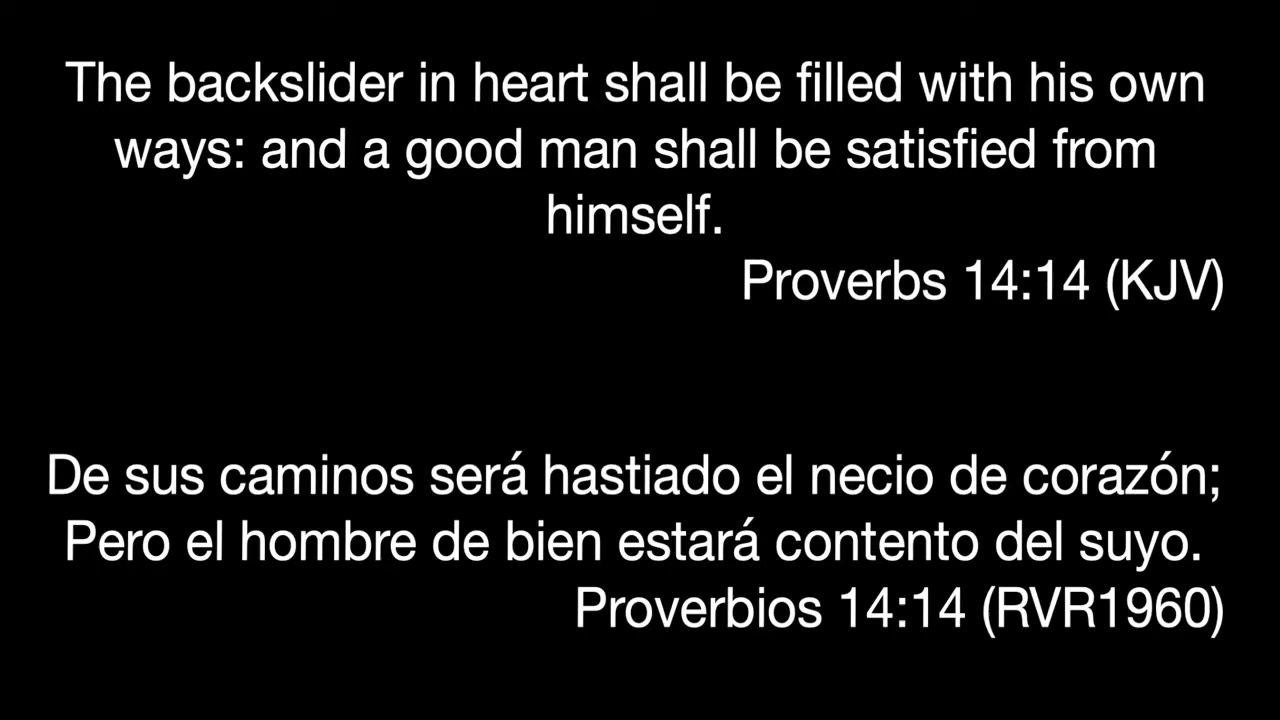 The backslider in heart shall be filled with his own
ways: and a good man shall be satisfied from
himself.
Proverbs 14:14 (KJV)
De sus caminos será hastiado el necio de corazón;
Pero el hombre de bien estará contento del suyo.
Proverbios 14:14 (RVR1960)